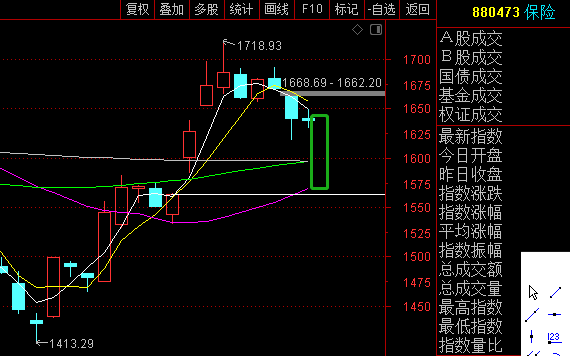 复权 叠加 多股 统计 画线 F10 标记 -自选 返回
880473 保险
1718.93
1668.69 - 1662.20
1413.29
1700
1675
1650
1625
1600
1575
1550
1525
1500
1475
1450
A股成交
B股成交
国债成交
基金成交
权证成交
最新指数
今日开盘
昨日收盘
指数涨跌
指数涨幅
平均涨幅
指数振幅
总成交额
总成交量
最高指数
最低指数
指数量比
123